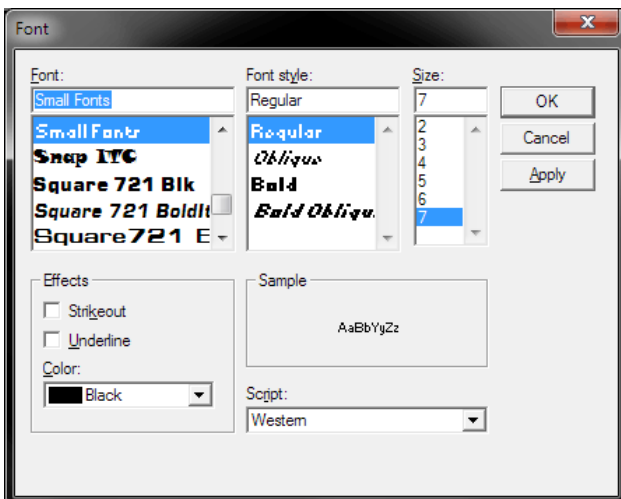 Font
Font:
Small Fonts
Small Fonts
Snap ITC
Square 721 Blk
Square 721 BoldIt
Square721 E
Font style:
Regular
Regular
Oblique
Bold
Bold Oblique
Size:
7
2
3
4
5
6
7
OK
Cancel
Apply
Effects
Strikeout
Underline
Color:
Black
Sample
AaBbYyZz
Script:
Western